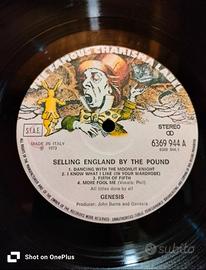 THE FAMOUS CHARISMA LABEL
S.I.A.E.
STEREO
MADE IN ITALY
℗ 1973
6369 944 A
SELLING ENGLAND BY THE POUND
1. DANCING WITH THE MOONLIT KNIGHT
2. I KNOW WHAT I LIKE (IN YOUR WARDROBE)
3. FIRTH OF FIFTH
4. MORE FOOL ME (Vocals: Phil)
All titles done by all
GENESIS
Producer: John Burns and Genesis
Shot on OnePlus
subito